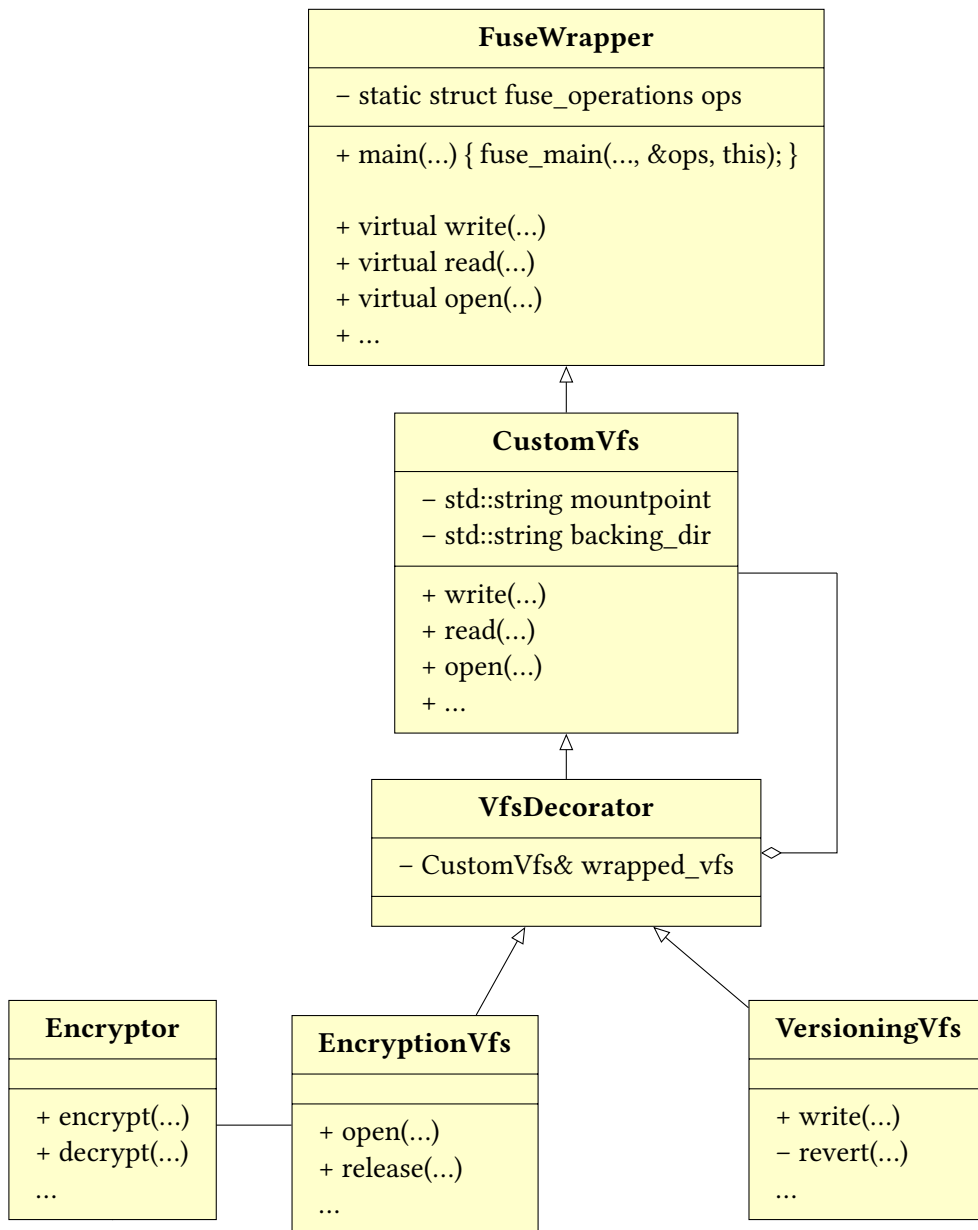 FuseWrapper
– static struct fuse_operations ops
+ main(…) { fuse_main(…, &ops, this); }
+ virtual write(…)
+ virtual read(…)
+ virtual open(…)
+ …
CustomVfs
– std::string mountpoint
– std::string backing_dir
+ write(…)
+ read(…)
+ open(…)
+ …
VfsDecorator
– CustomVfs& wrapped_vfs
Encryptor
+ encrypt(…)
+ decrypt(…)
…
EncryptionVfs
+ open(…)
+ release(…)
…
VersioningVfs
+ write(…)
– revert(…)
…